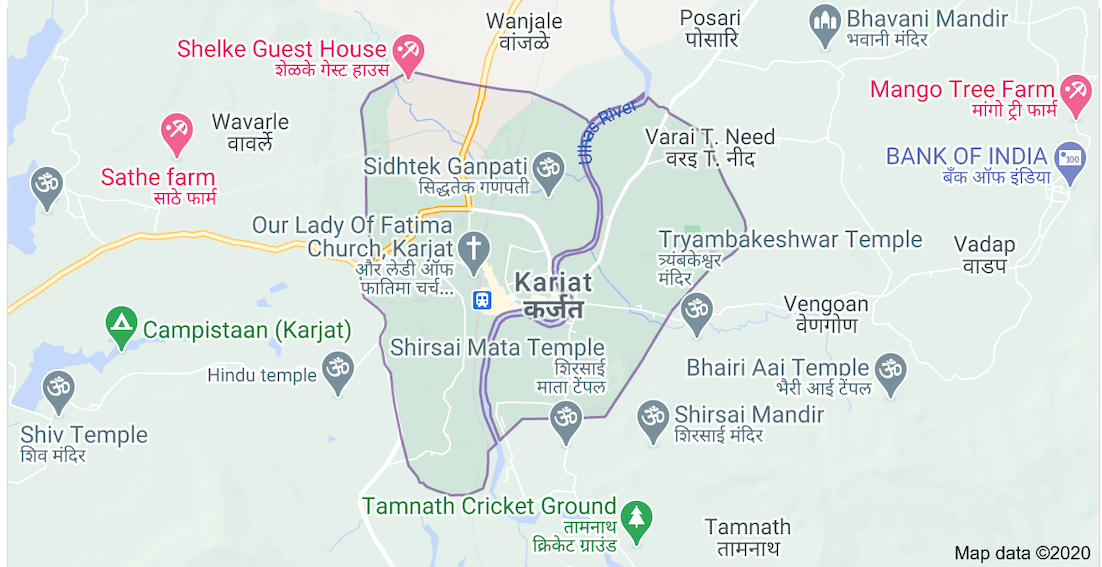 Wanjale
वांजळे
Posari
पोसारि
Bhavani Mandir
भवानी मंदिर
Shelke Guest House
शेळके गेस्ट हाउस
Mango Tree Farm
मांगो ट्री फार्म
Wavarle
वावर्ले
Ulhas River
Varai T. Need
वरइ T. नीद
Sidhtek Ganpati
सिद्धतेक गणपती
BANK OF INDIA
बँक ऑफ इंडिया
100
Sathe farm
साठे फार्म
Our Lady Of Fatima
Church, Karjat
और लेडी ऑफ
फातिमा चर्च...
Tryambakeshwar Temple
त्र्यंबकेश्वर
मंदिर
Vadap
वाडप
Karjat
कर्जत
Vengoan
वेणगोण
Campistaan (Karjat)
Shirsai Mata Temple
शिरसाई
माता टेंपल
Hindu temple
Bhairi Aai Temple
भैरी आई टेंपल
Shirsai Mandir
शिरसाई मंदिर
Shiv Temple
शिव मंदिर
Tamnath Cricket Ground
तामनाथ
क्रिकेट ग्राउंड
Tamnath
तामनाथ
Map data ©2020